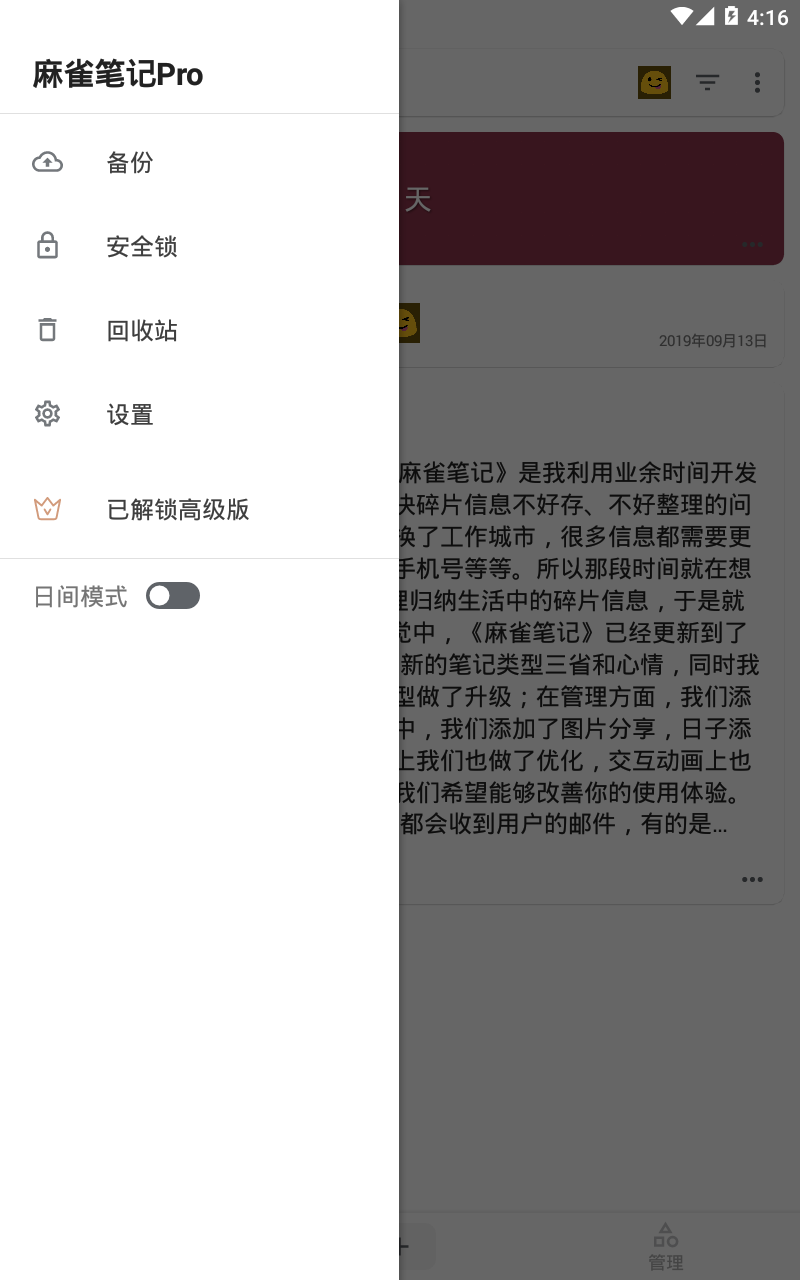 4:16
麻雀笔记Pro
备份
天
安全锁
回收站
2019年09月13日
设置
麻雀笔记》是我利用业余时间开发
碎片信息不好存、不好整理的问
已解锁高级版
换了工作城市，很多信息都需要更
手机号等等。所以那段时间就在想
日间模式
理归纳生活中的碎片信息，于是就
觉中，《麻雀笔记》已经更新到了
新的笔记类型三省和心情，同时我
型做了升级；在管理方面，我们添
中，我们添加了图片分享，日子添
上我们也做了优化，交互动画上也
我们希望能够改善你的使用体验。
都会收到用户的邮件，有的是...
管理